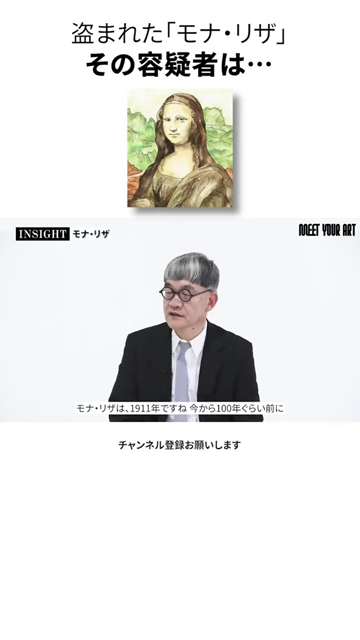 盗まれた「モナ・リザ」
その容疑者は…
INSIGHT モナ・リザ
MEET YOUR ART
モナ・リザは、1911年ですね 今から100年ぐらい前に
チャンネル登録お願いします